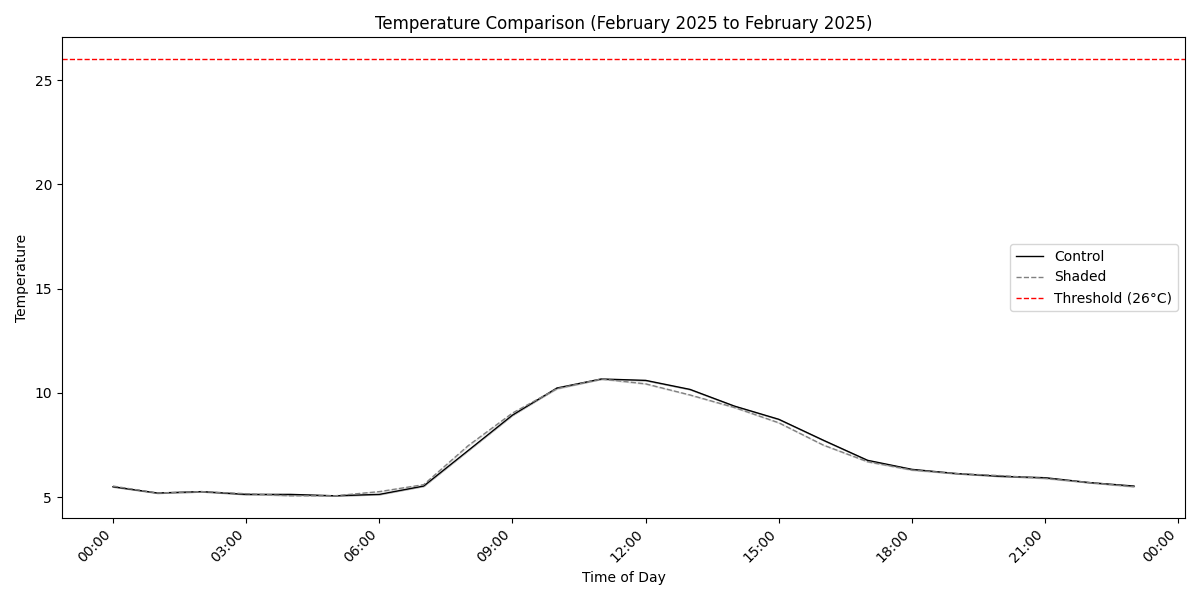 Temperature Comparison (February 2025 to February 2025)
25
20
15
10
5
Temperature
Control
Shaded
Threshold (26°C)
00:00
03:00
06:00
09:00
12:00
15:00
18:00
21:00
00:00
Time of Day